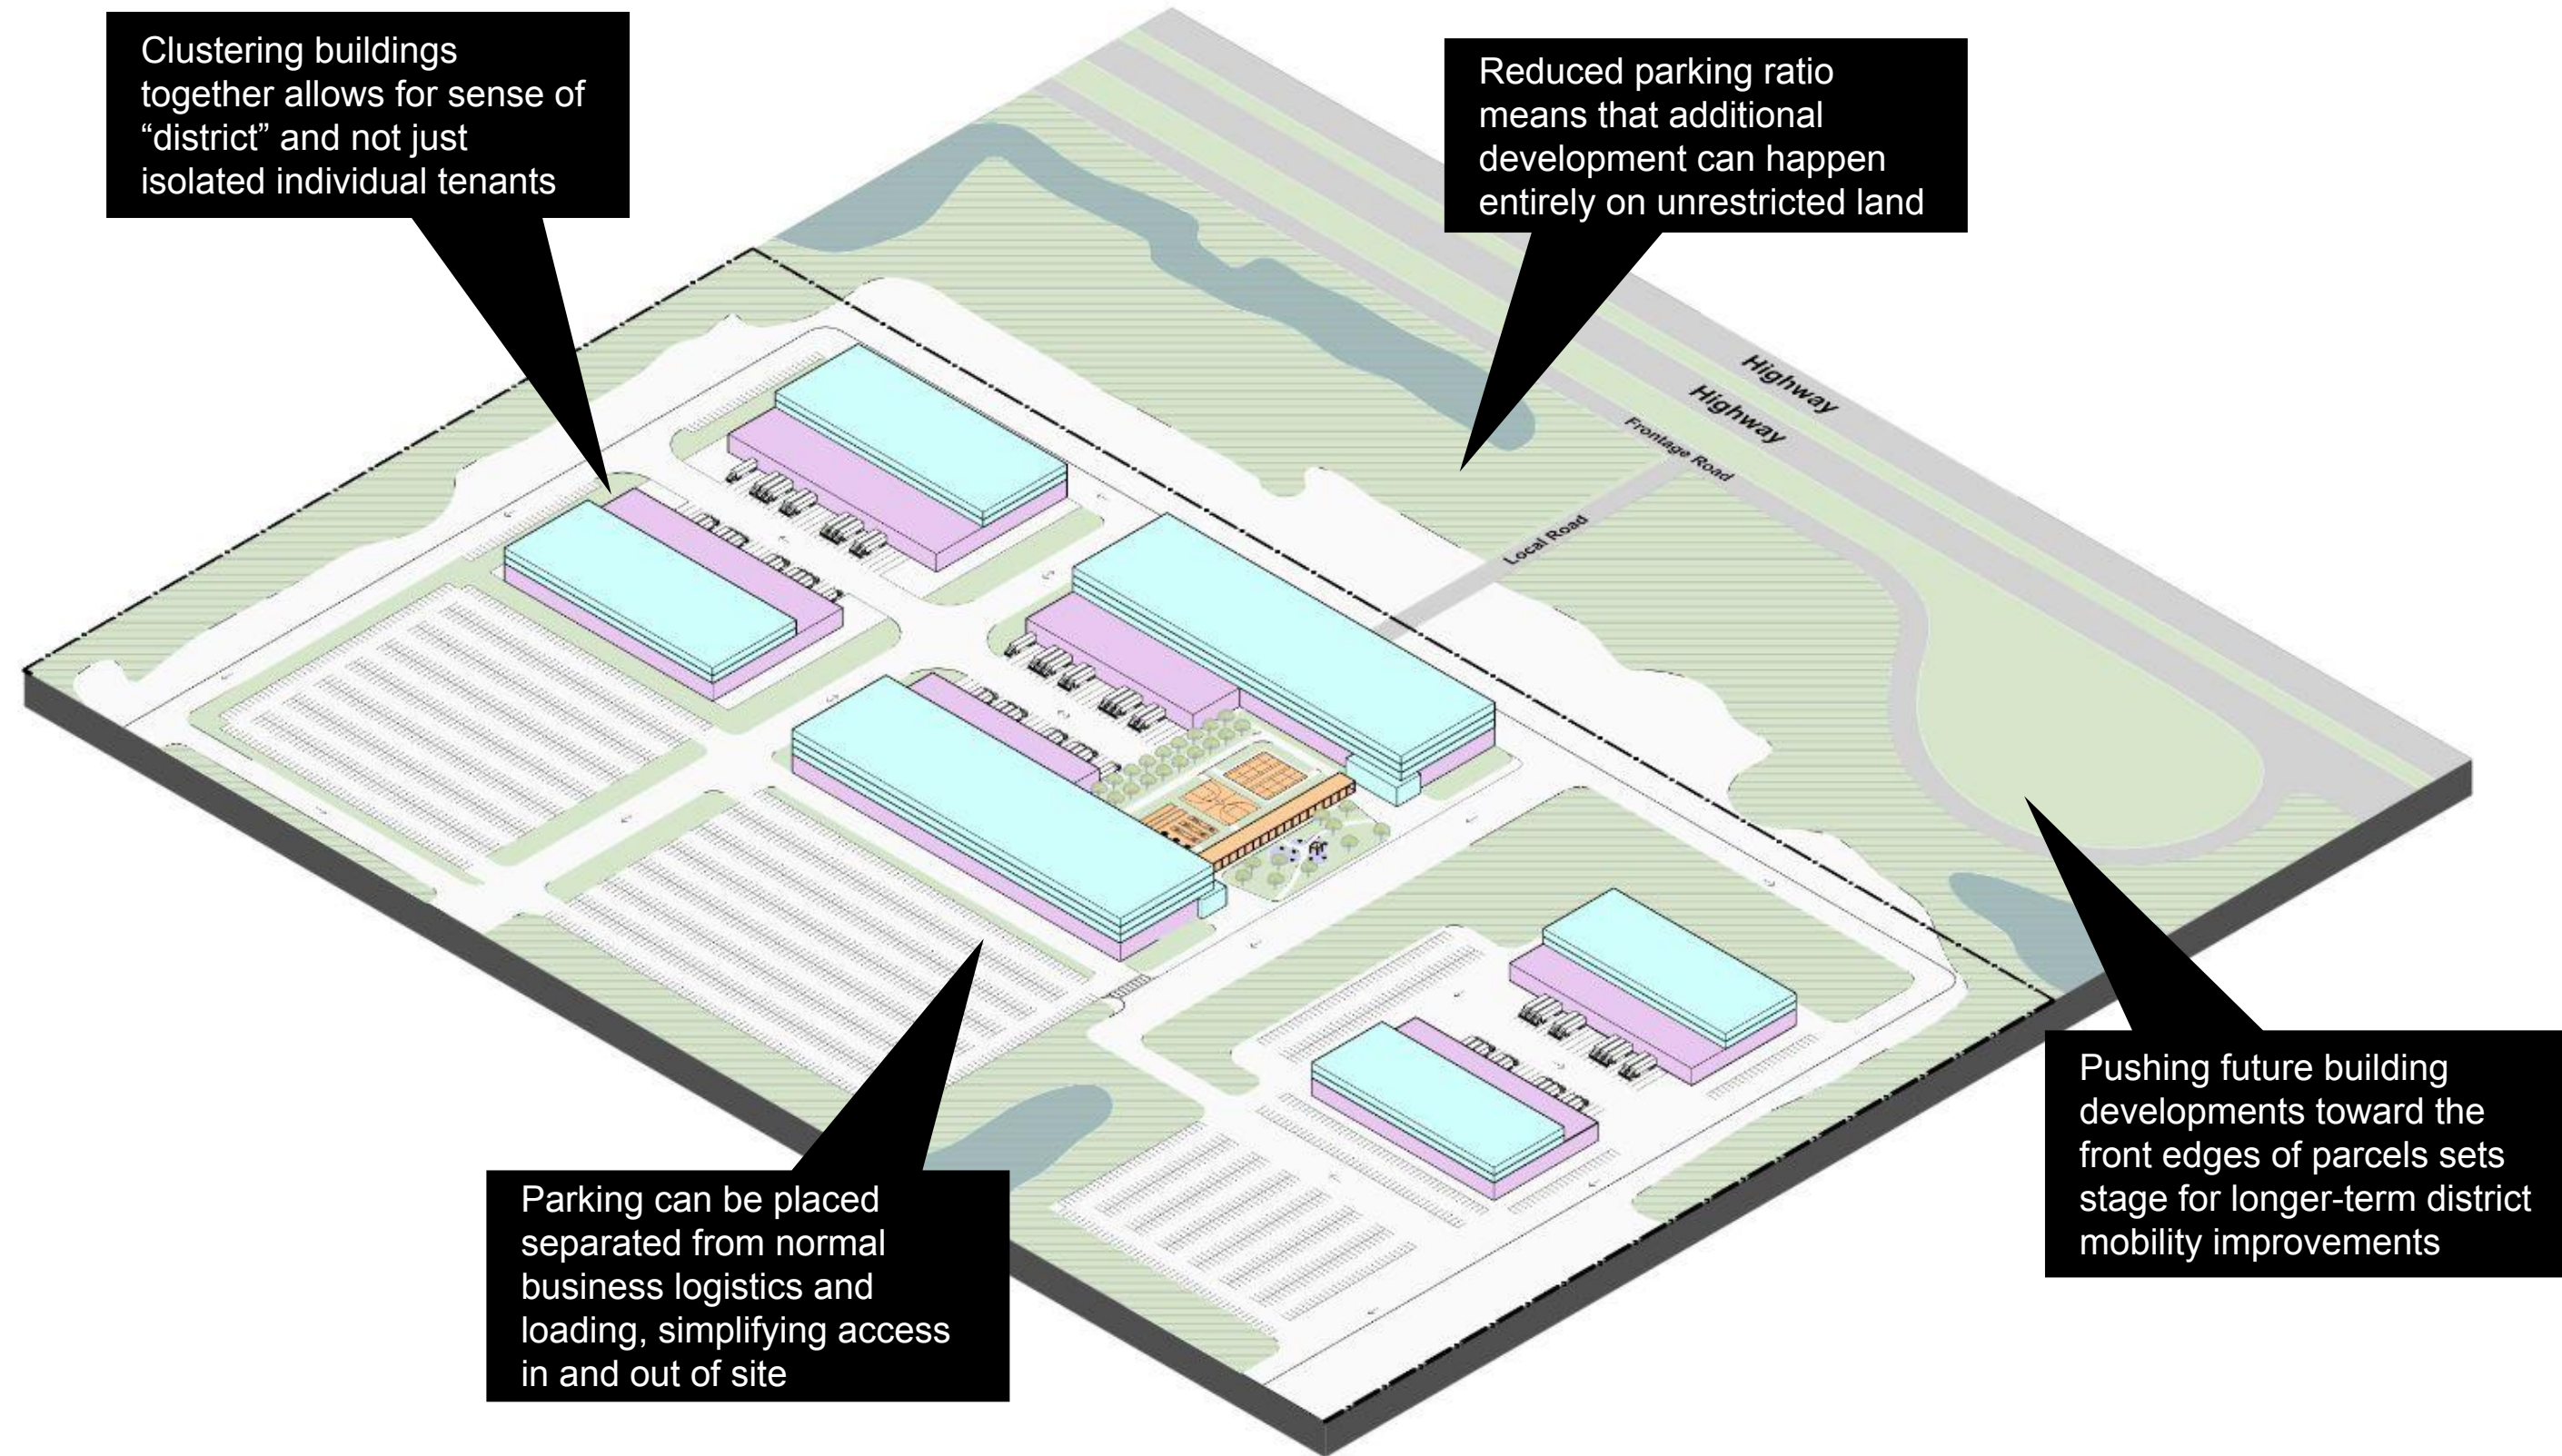 Clustering buildings
together allows for sense of
“district” and not just
isolated individual tenants
Reduced parking ratio
means that additional
development can happen
entirely on unrestricted land
Highway
Highway
Frontage Road
Local Road
Parking can be placed
separated from normal
business logistics and
loading, simplifying access
in and out of site
Pushing future building
developments toward the
front edges of parcels sets
stage for longer-term district
mobility improvements